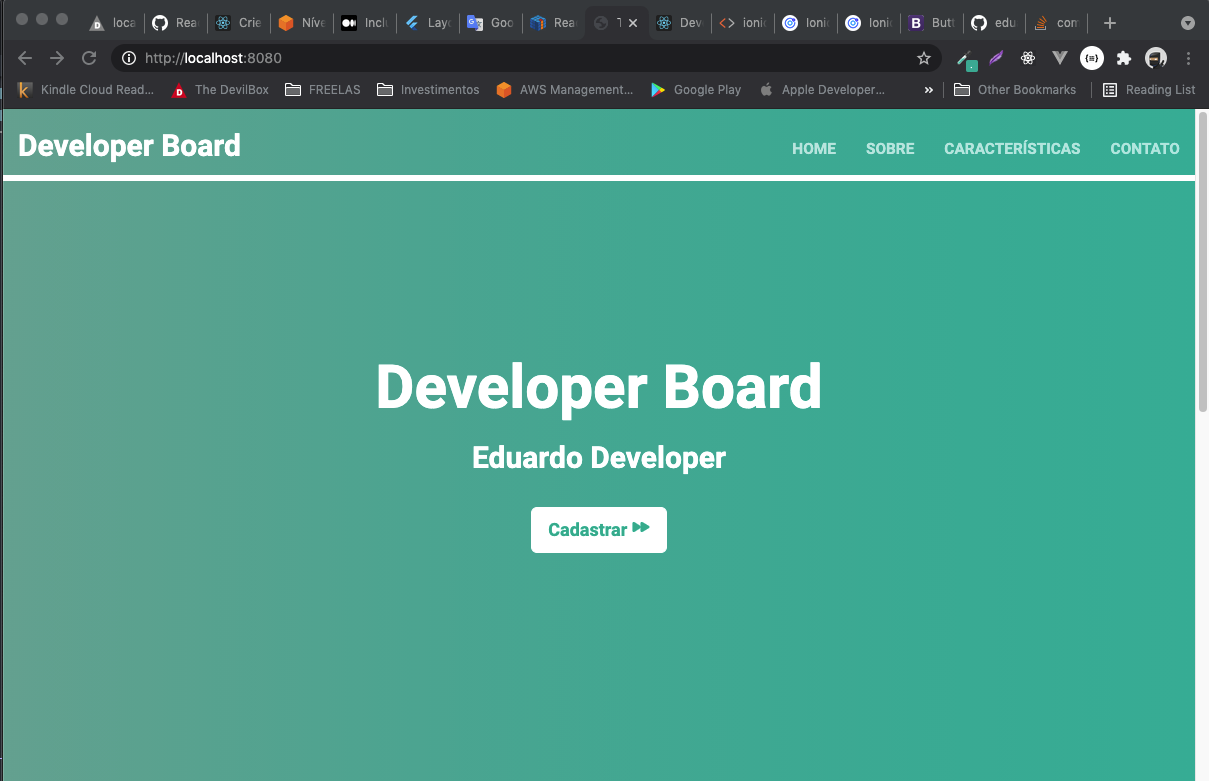 loca Rea Crie Níve Inclu Layo Goo Rea T Deve ionic Ionic Ionic Butt edu com
http://localhost:8080
Kindle Cloud Read... The DevilBox FREELAS Investimentos AWS Management... Google Play Apple Developer... » Other Bookmarks Reading List
Developer Board HOME SOBRE CARACTERÍSTICAS CONTATO
Developer Board
Eduardo Developer
Cadastrar